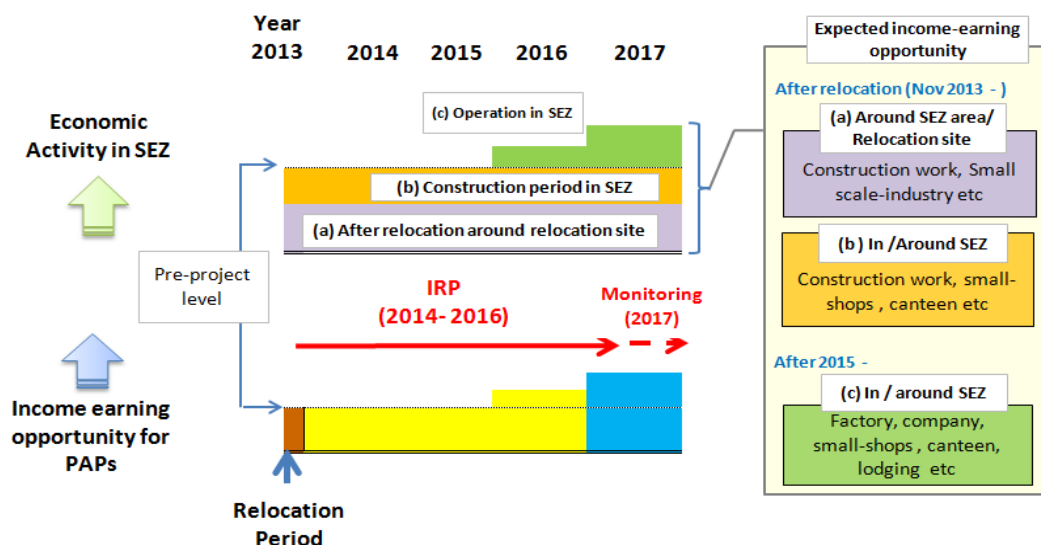 Year
2013
2014
2015
2016
2017
Economic
Activity in SEZ
(c) Operation in SEZ
(b) Construction period in SEZ
(a) After relocation around relocation site
Pre-project
level
IRP
(2014- 2016)
Monitoring
(2017)
Income earning
opportunity for
PAPs
Relocation
Period
Expected income-earning
opportunity
After relocation (Nov 2013 - )
(a) Around SEZ area/
Relocation site
Construction work, Small
scale-industry etc
(b) In /Around SEZ
Construction work, small-
shops , canteen etc
After 2015 -
(c) In / around SEZ
Factory, company,
small-shops , canteen,
lodging etc